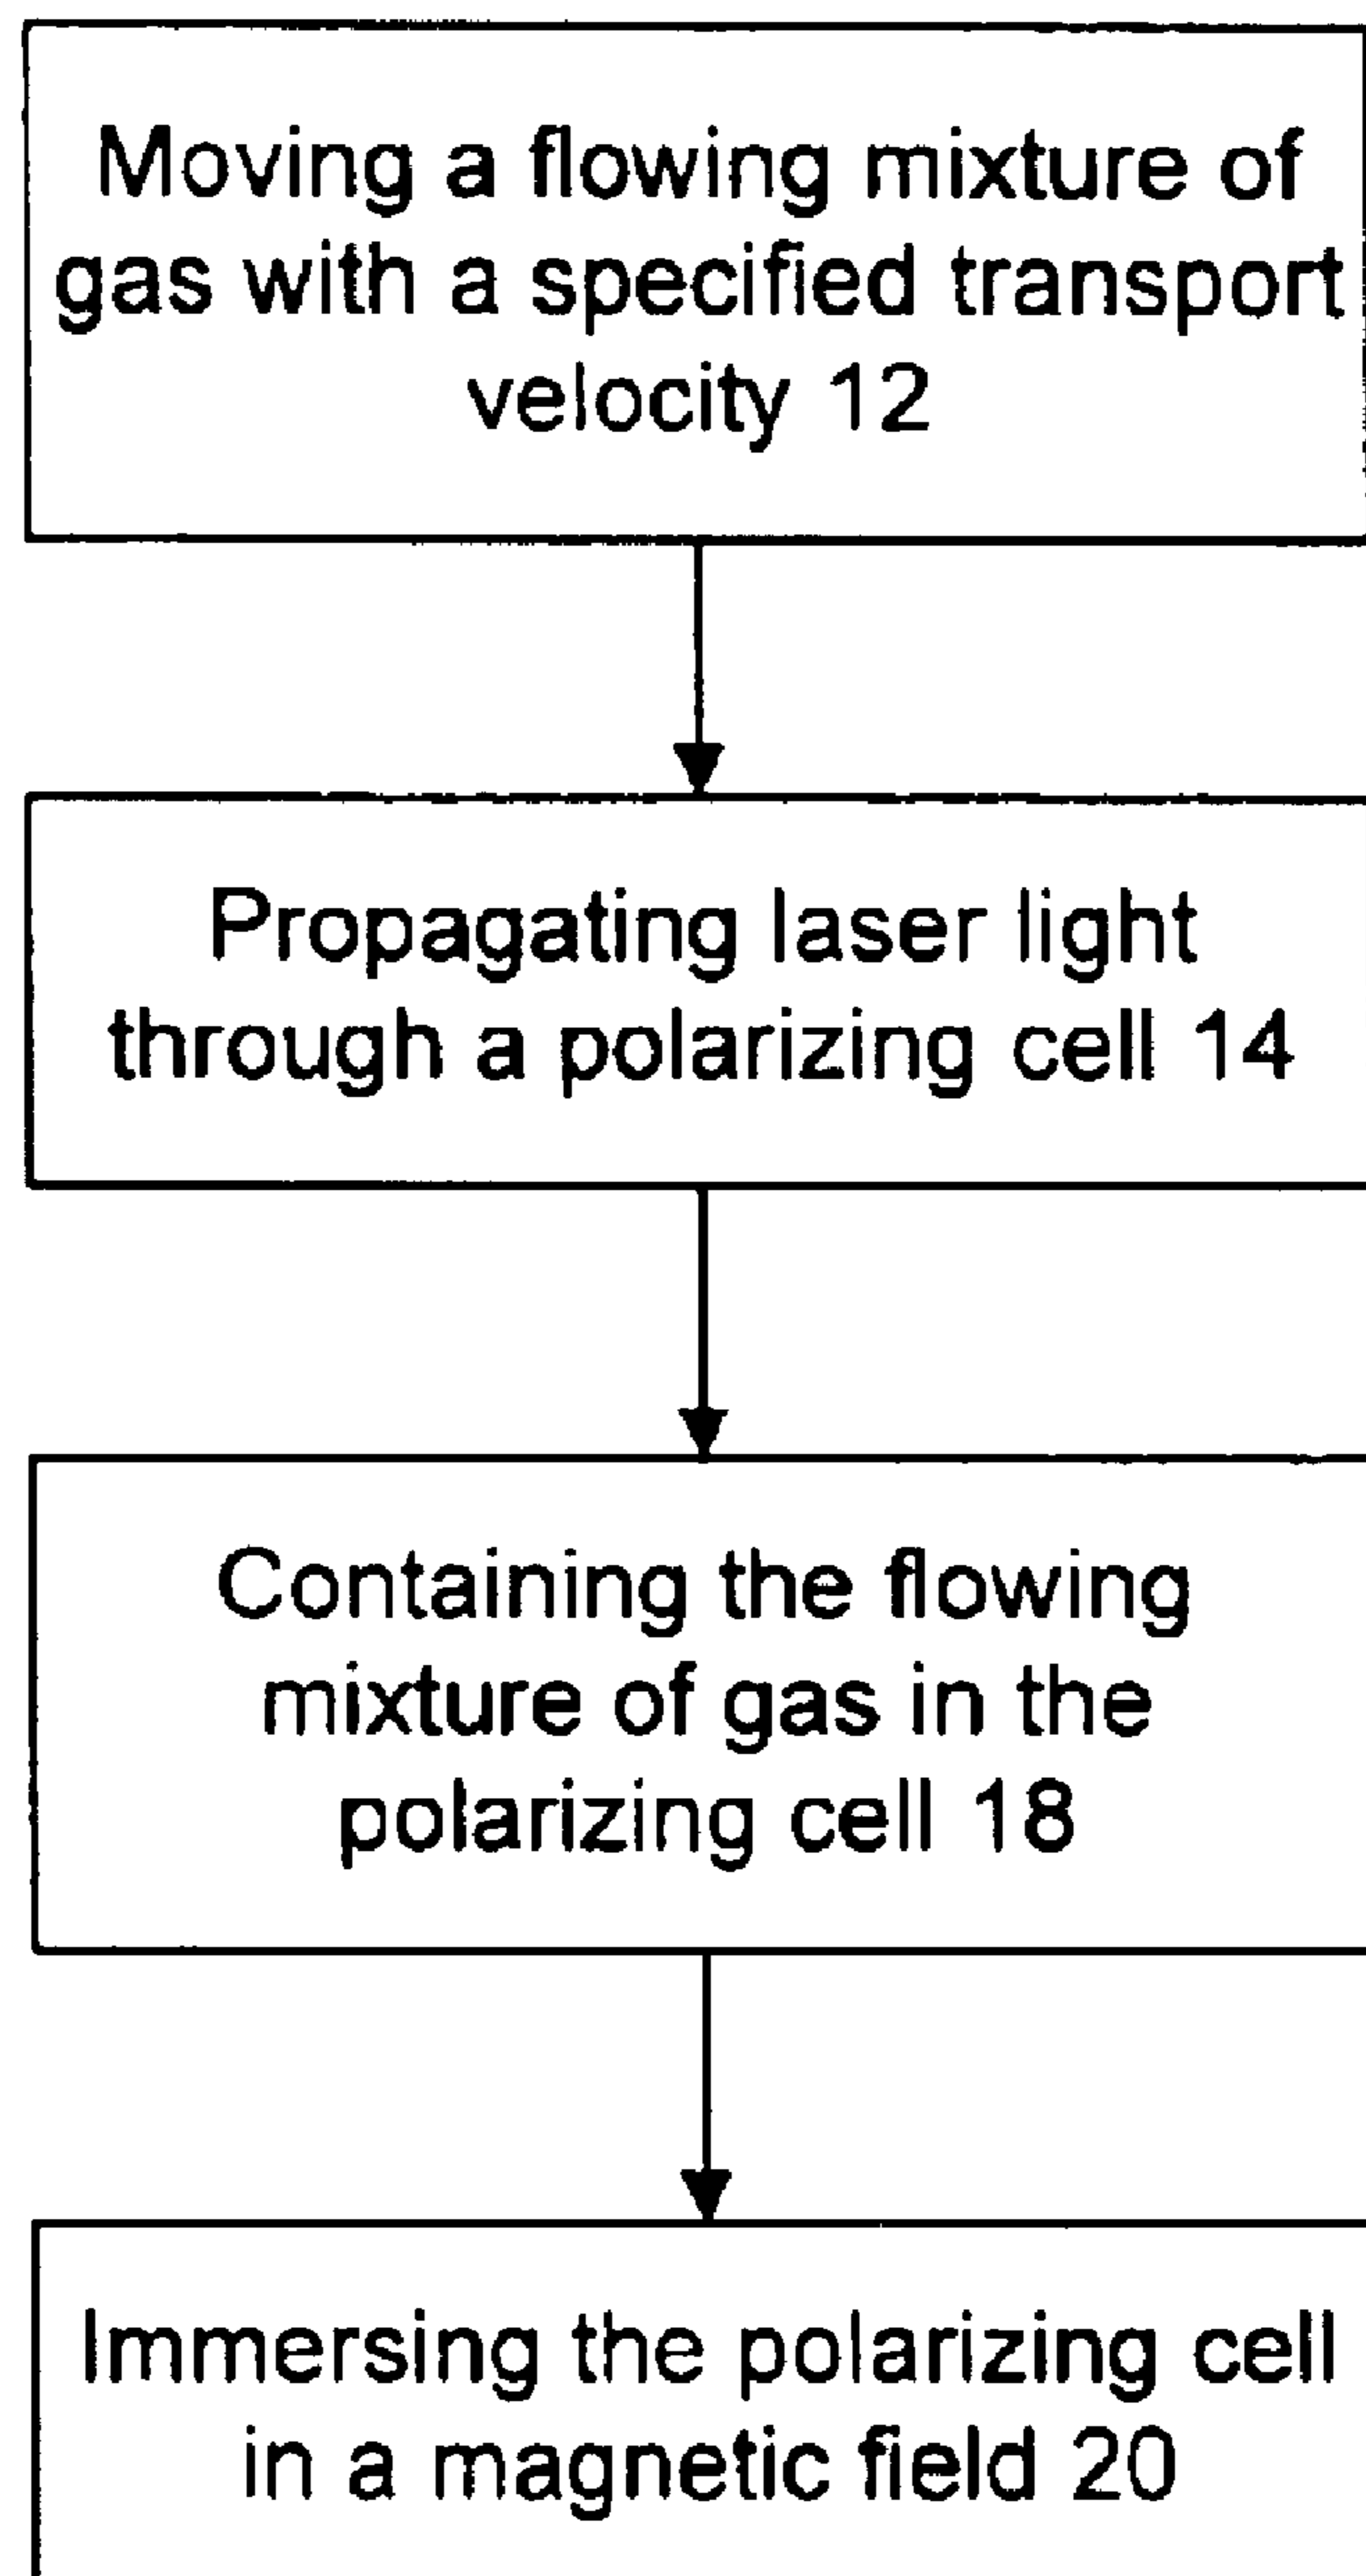 Moving a flowing mixture of
gas with a specified transport
velocity 12
Propagating laser light
through a polarizing cell 14
Containing the flowing
mixture of gas in the
polarizing cell 18
Immersing the polarizing cell
in a magnetic field 20